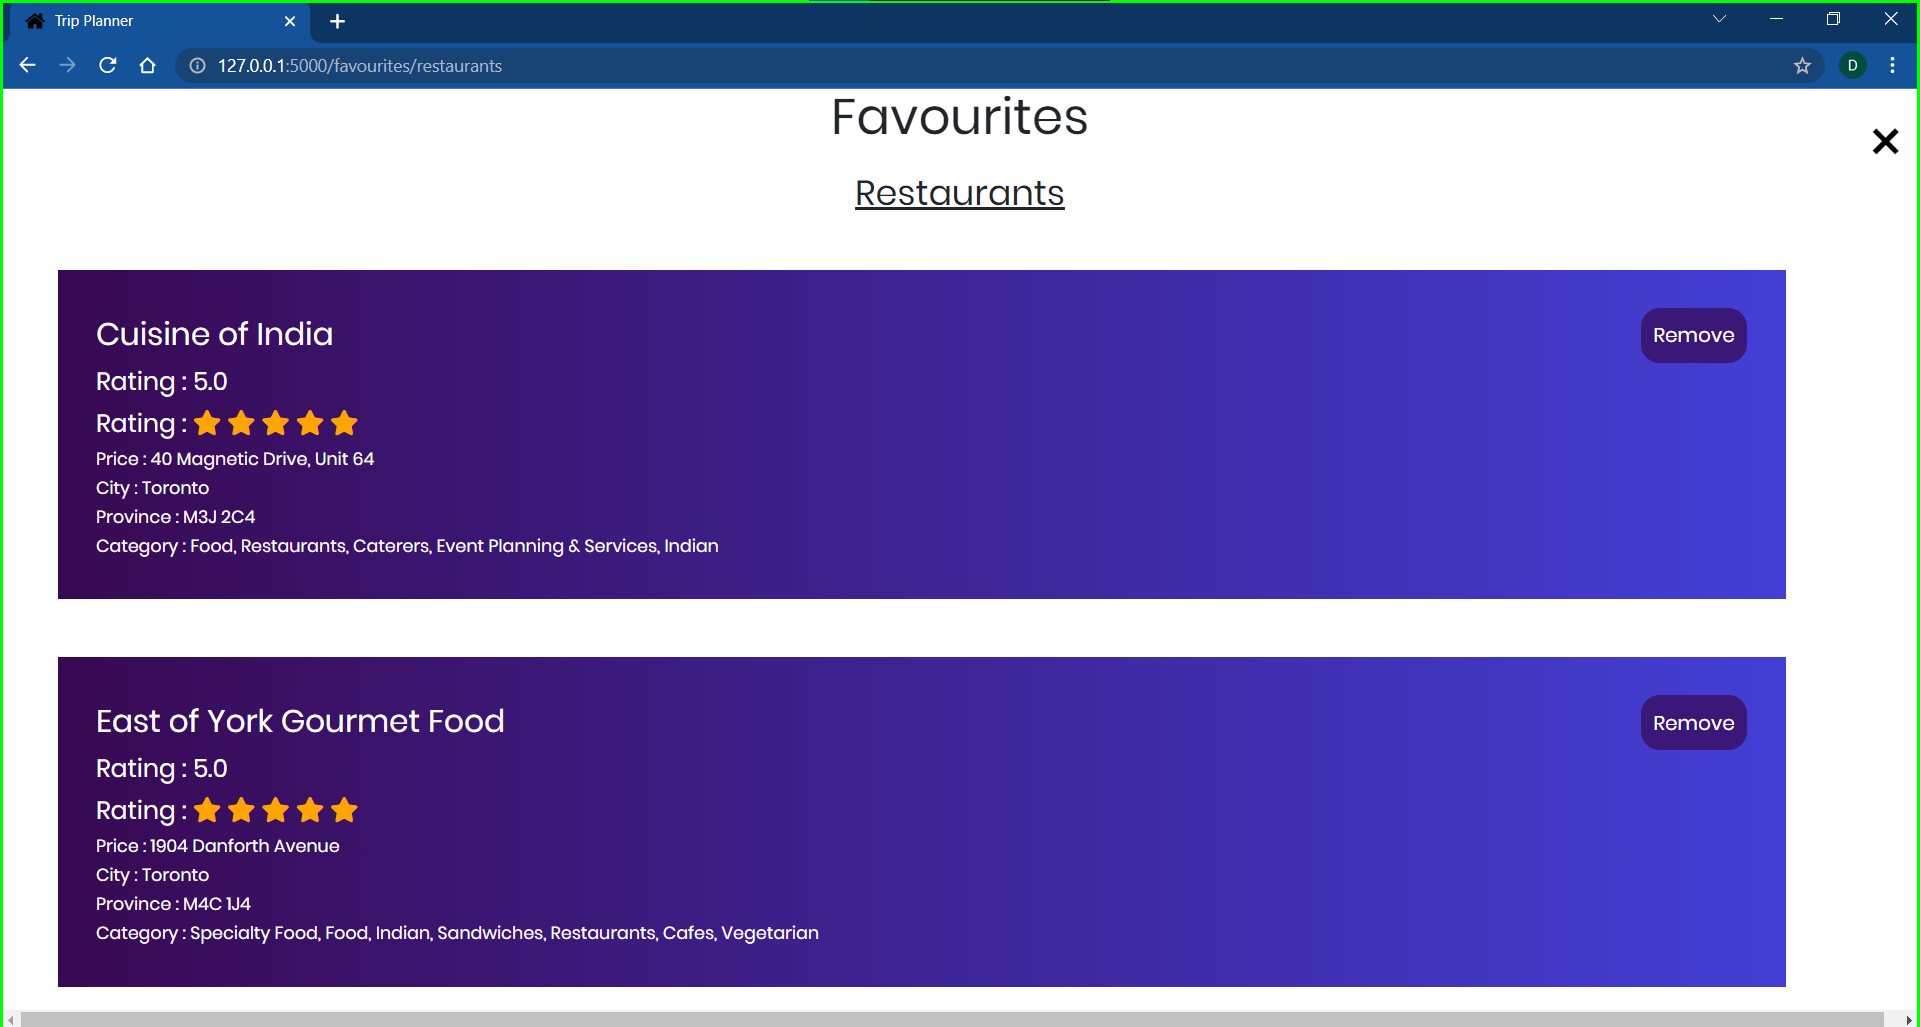 Trip Planner
127.0.0.1:5000/favourites/restaurants
D
Favourites
Restaurants
Cuisine of India
Remove
Rating : 5.0
Rating :
Price : 40 Magnetic Drive, Unit 64
City : Toronto
Province : M3J 2C4
Category : Food, Restaurants, Caterers, Event Planning & Services, Indian
East of York Gourmet Food
Remove
Rating : 5.0
Rating :
Price : 1904 Danforth Avenue
City : Toronto
Province : M4C 1J4
Category : Specialty Food, Food, Indian, Sandwiches, Restaurants, Cafes, Vegetarian